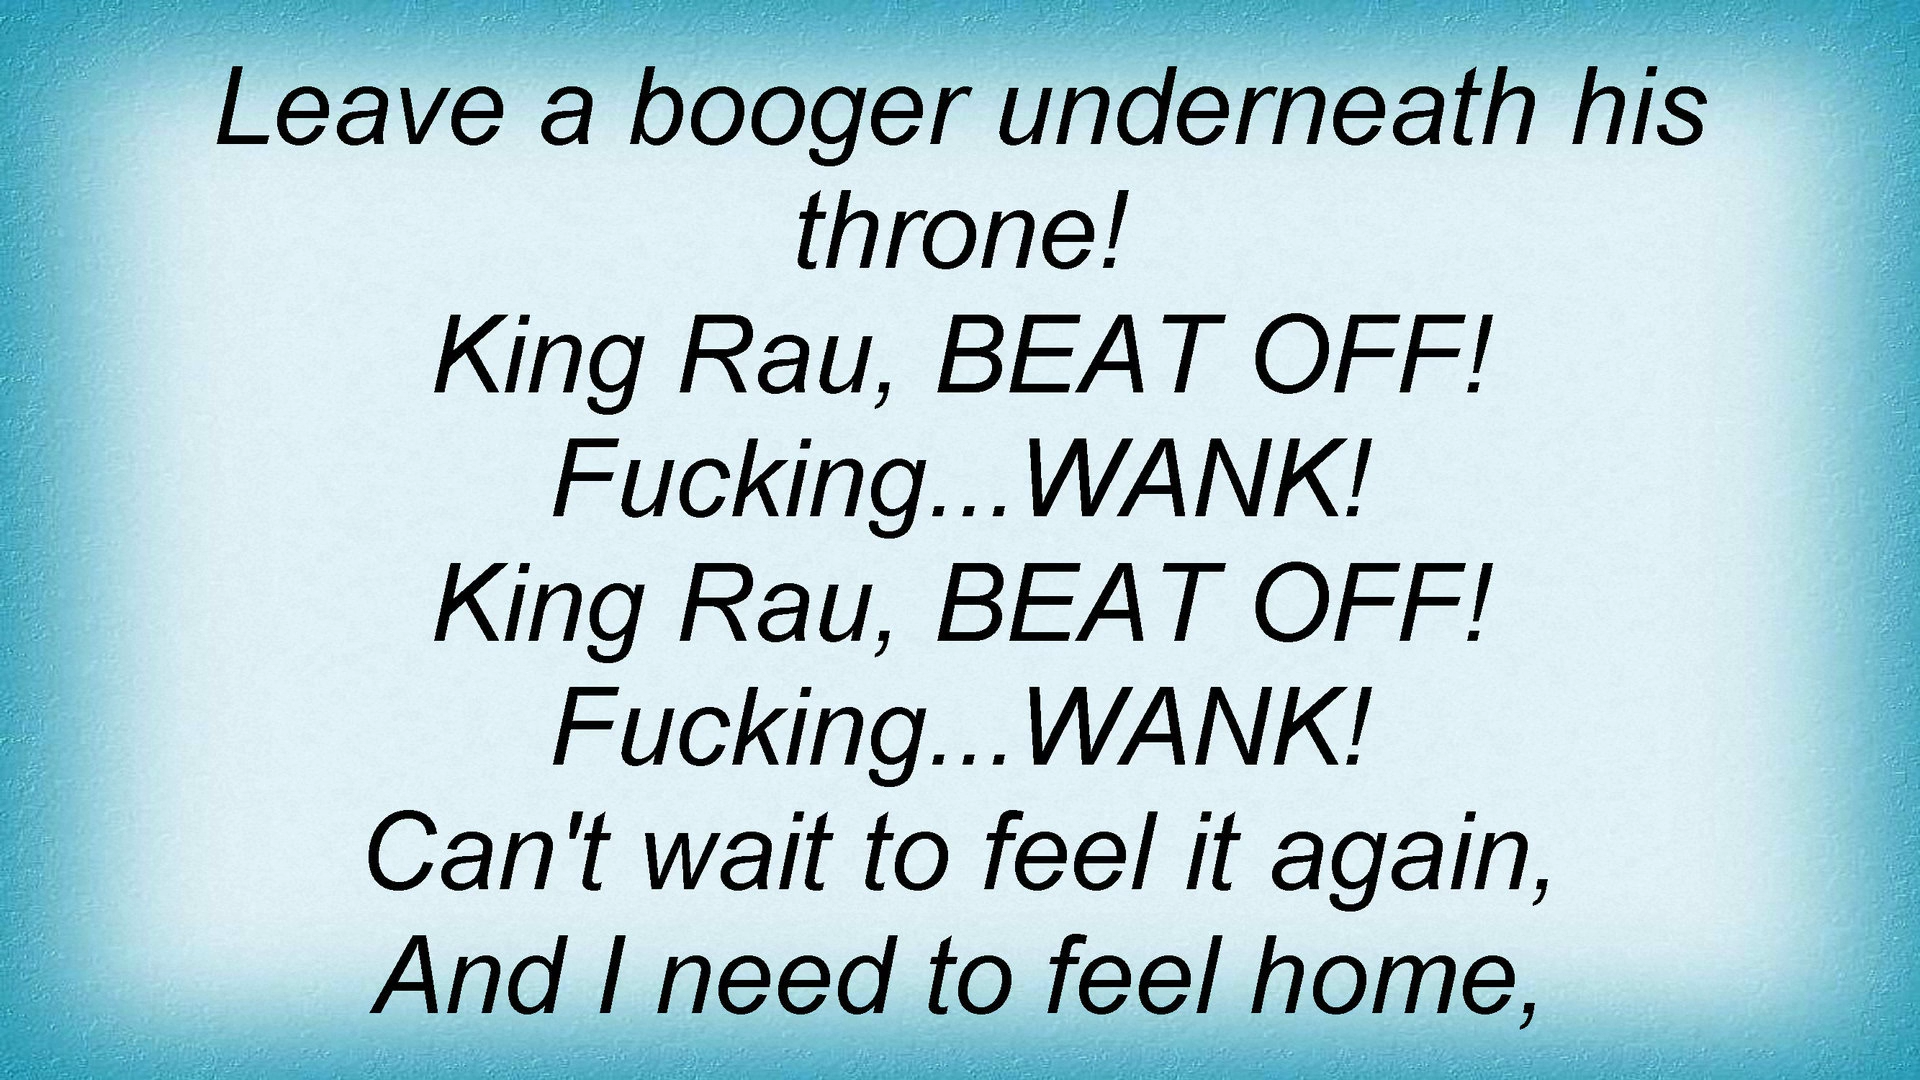 Leave a booger underneath his
throne!
King Rau, BEAT OFF!
Fucking...WANK!
King Rau, BEAT OFF!
Fucking...WANK!
Can't wait to feel it again,
And I need to feel home,